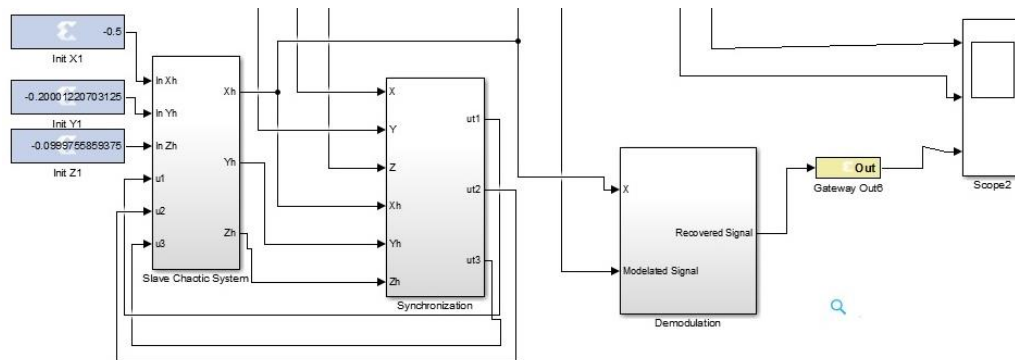 -0.5
Init X1
-0.20001220703125
Init Y1
-0.0999755859375
Init Z1
In Xh
In Yh
In Zh
u1
u2
u3
Xh
Yh
Zh
Slave Chaotic System
X
Y
Z
Xh
Yh
Zh
ut1
ut2
ut3
Synchronization
X
Modelated Signal
Recovered Signal
Demodulation
Out
Gateway Out6
Scope2